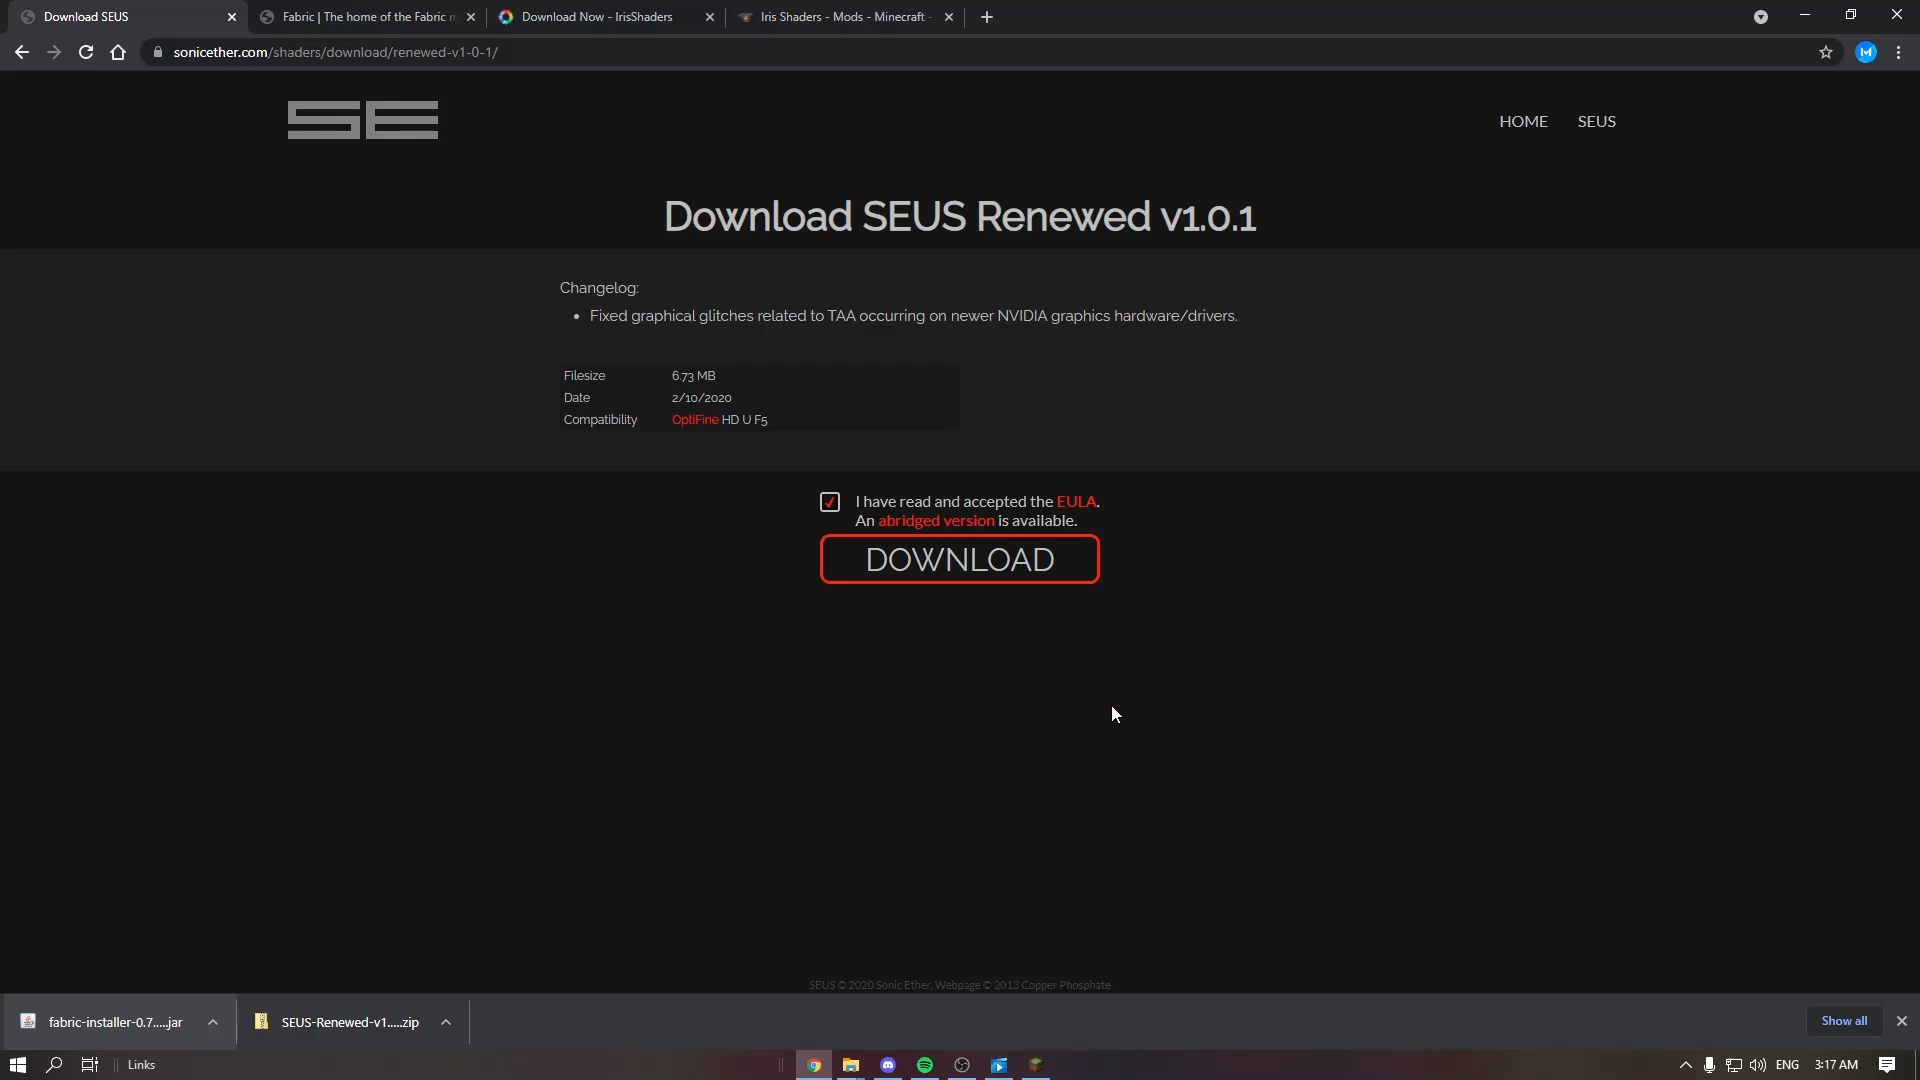 Download SEUS
Fabric | The home of the Fabric m
Download Now - IrisShaders
Iris Shaders - Mods - Minecraft -
sonicether.com/shaders/download/renewed-v1-0-1/
M
SE
HOME
SEUS
Download SEUS Renewed v1.0.1
Changelog:
• Fixed graphical glitches related to TAA occurring on newer NVIDIA graphics hardware/drivers.
Filesize 6.73 MB
Date 2/10/2020
Compatibility OptiFine HD U F5
I have read and accepted the EULA.
An abridged version is available.
DOWNLOAD
SEUS © 2020 Sonic Ether, Webpage © 2013 Copper Phosphate
fabric-installer-0.7.....jar
SEUS-Renewed-v1.....zip
Show all
Links
ENG
3:17 AM